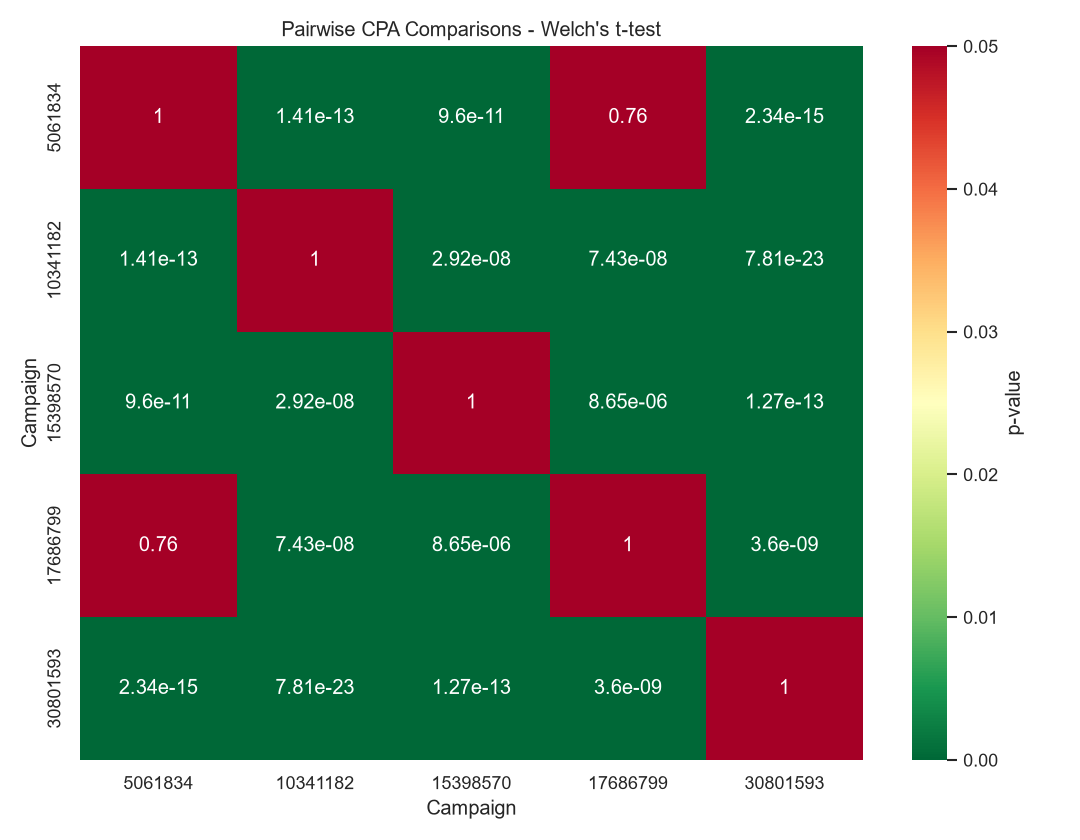 Pairwise CPA Comparisons - Welch's t-test
5061834 1 1.41e-13 9.6e-11 0.76 2.34e-15
10341182 1.41e-13 1 2.92e-08 7.43e-08 7.81e-23
15398570 9.6e-11 2.92e-08 1 8.65e-06 1.27e-13
17686799 0.76 7.43e-08 8.65e-06 1 3.6e-09
30801593 2.34e-15 7.81e-23 1.27e-13 3.6e-09 1
Campaign
5061834 10341182 15398570 17686799 30801593
Campaign
0.05
0.04
0.03
0.02
0.01
0.00
p-value